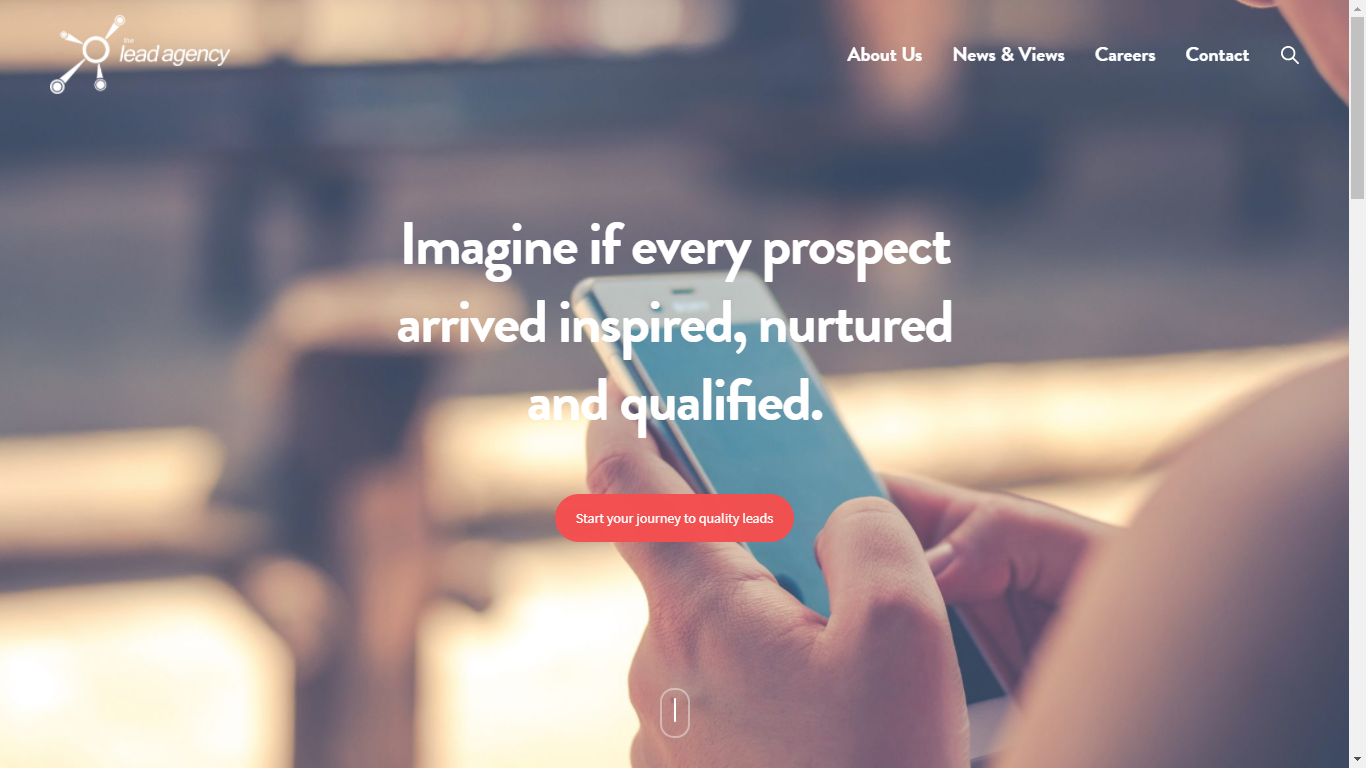 the
lead agency
About Us
News & Views
Careers
Contact
Imagine if every prospect
arrived inspired, nurtured
and qualified.
Start your journey to quality leads